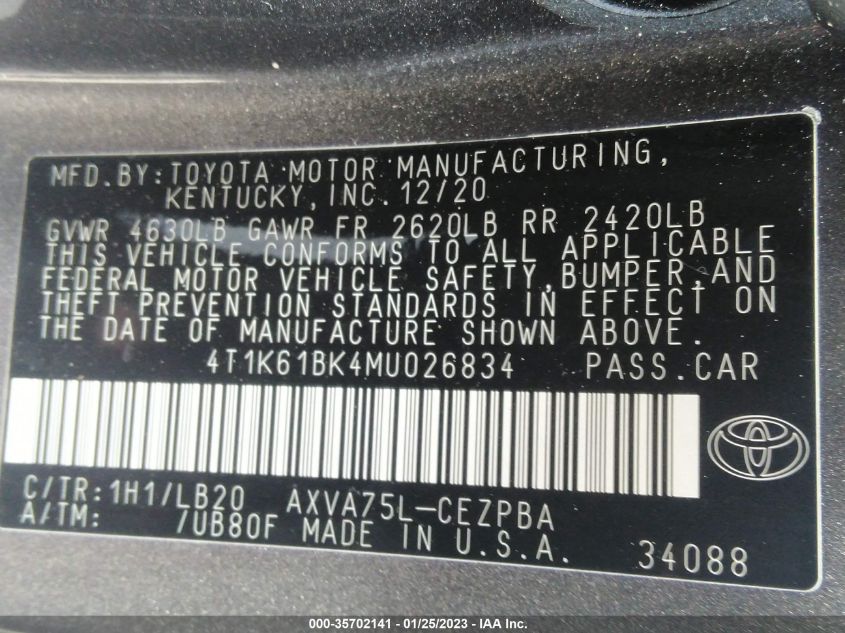 MFD.BY:TOYOTA MOTOR MANUFACTURING,
KENTUCKY, INC. 12/20
GVWR 4630LB GAWR FR 2620LB RR 2420LB
THIS VEHICLE CONFORMS TO ALL APPLICABLE
FEDERAL MOTOR VEHICLE SAFETY, BUMPER, AND
THEFT PREVENTION STANDARDS IN EFFECT ON
THE DATE OF MANUFACTURE SHOWN ABOVE.
4T1K61BK4MU026834 PASS.CAR
C/TR:1H1/LB20 AXVA75L-CEZPBA
A/TM: /UB80F MADE IN U.S.A. 34088
000-35702141 - 01/25/2023 - IAA Inc.